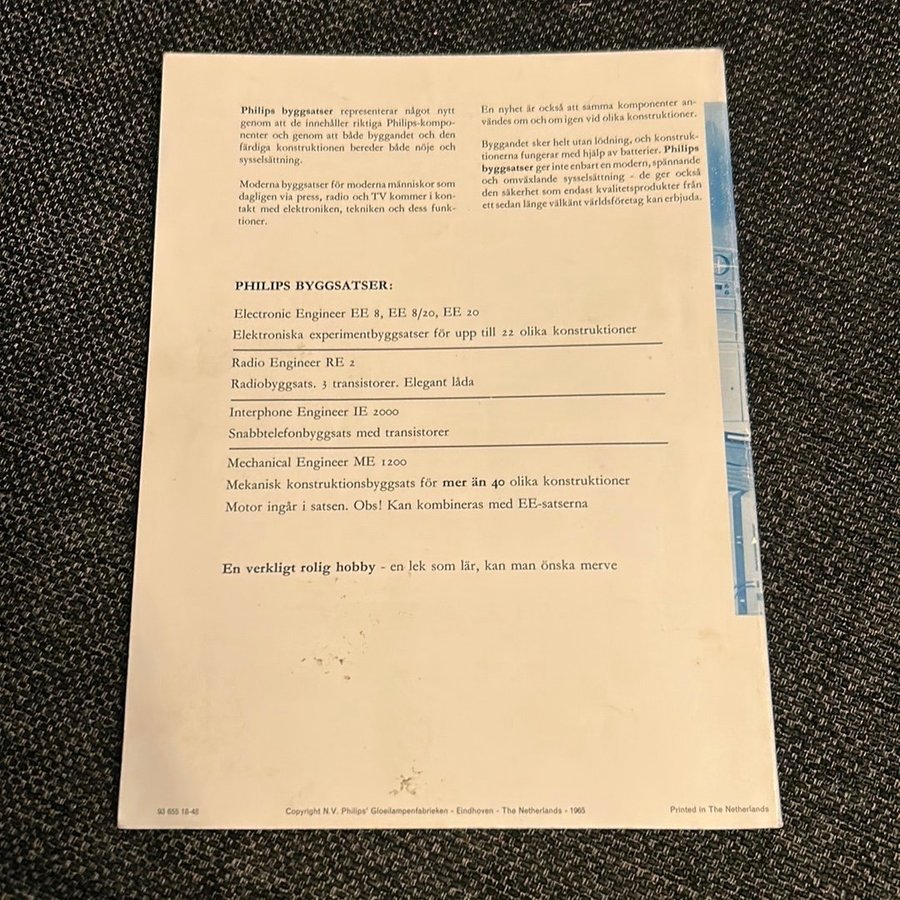 Philips byggsatser representerar något nytt
genom att de innehåller riktiga Philips-kompo-
nenter och genom att både byggandet och den
färdiga konstruktionen bereder både nöje och
sysselsättning.
Moderna byggsatser för moderna människor som
dagligen via press, radio och TV kommer i kon-
takt med elektroniken, tekniken och dess funk-
tioner.
En nyhet är också att samma komponenter an-
vändes om och om igen vid olika konstruktioner.
Byggandet sker helt utan lödning, och konstruk-
tionerna fungerar med hjälp av batterier. Philips
byggsatser ger inte enbart en modern, spännande
och omväxlande sysselsättning - de ger också
den säkerhet som endast kvalitetsprodukter från
ett sedan länge välkänt världsföretag kan erbjuda.
PHILIPS BYGGSATSER:
Electronic Engineer EE 8, EE 8/20, EE 20
Elektroniska experimentbyggsatser för upp till 22 olika konstruktioner
Radio Engineer RE 2
Radiobyggsats. 3 transistorer. Elegant låda
Interphone Engineer IE 2000
Snabbtelefonbyggsats med transistorer
Mechanical Engineer ME 1200
Mekanisk konstruktionsbyggsats för mer än 40 olika konstruktioner
Motor ingår i satsen. Obs! Kan kombineras med EE-satserna
En verkligt rolig hobby - en lek som lär, kan man önska merve
93 655 18-48
Copyright N.V. Philips' Gloeilampenfabrieken - Eindhoven - The Netherlands - 1965
Printed in The Netherlands